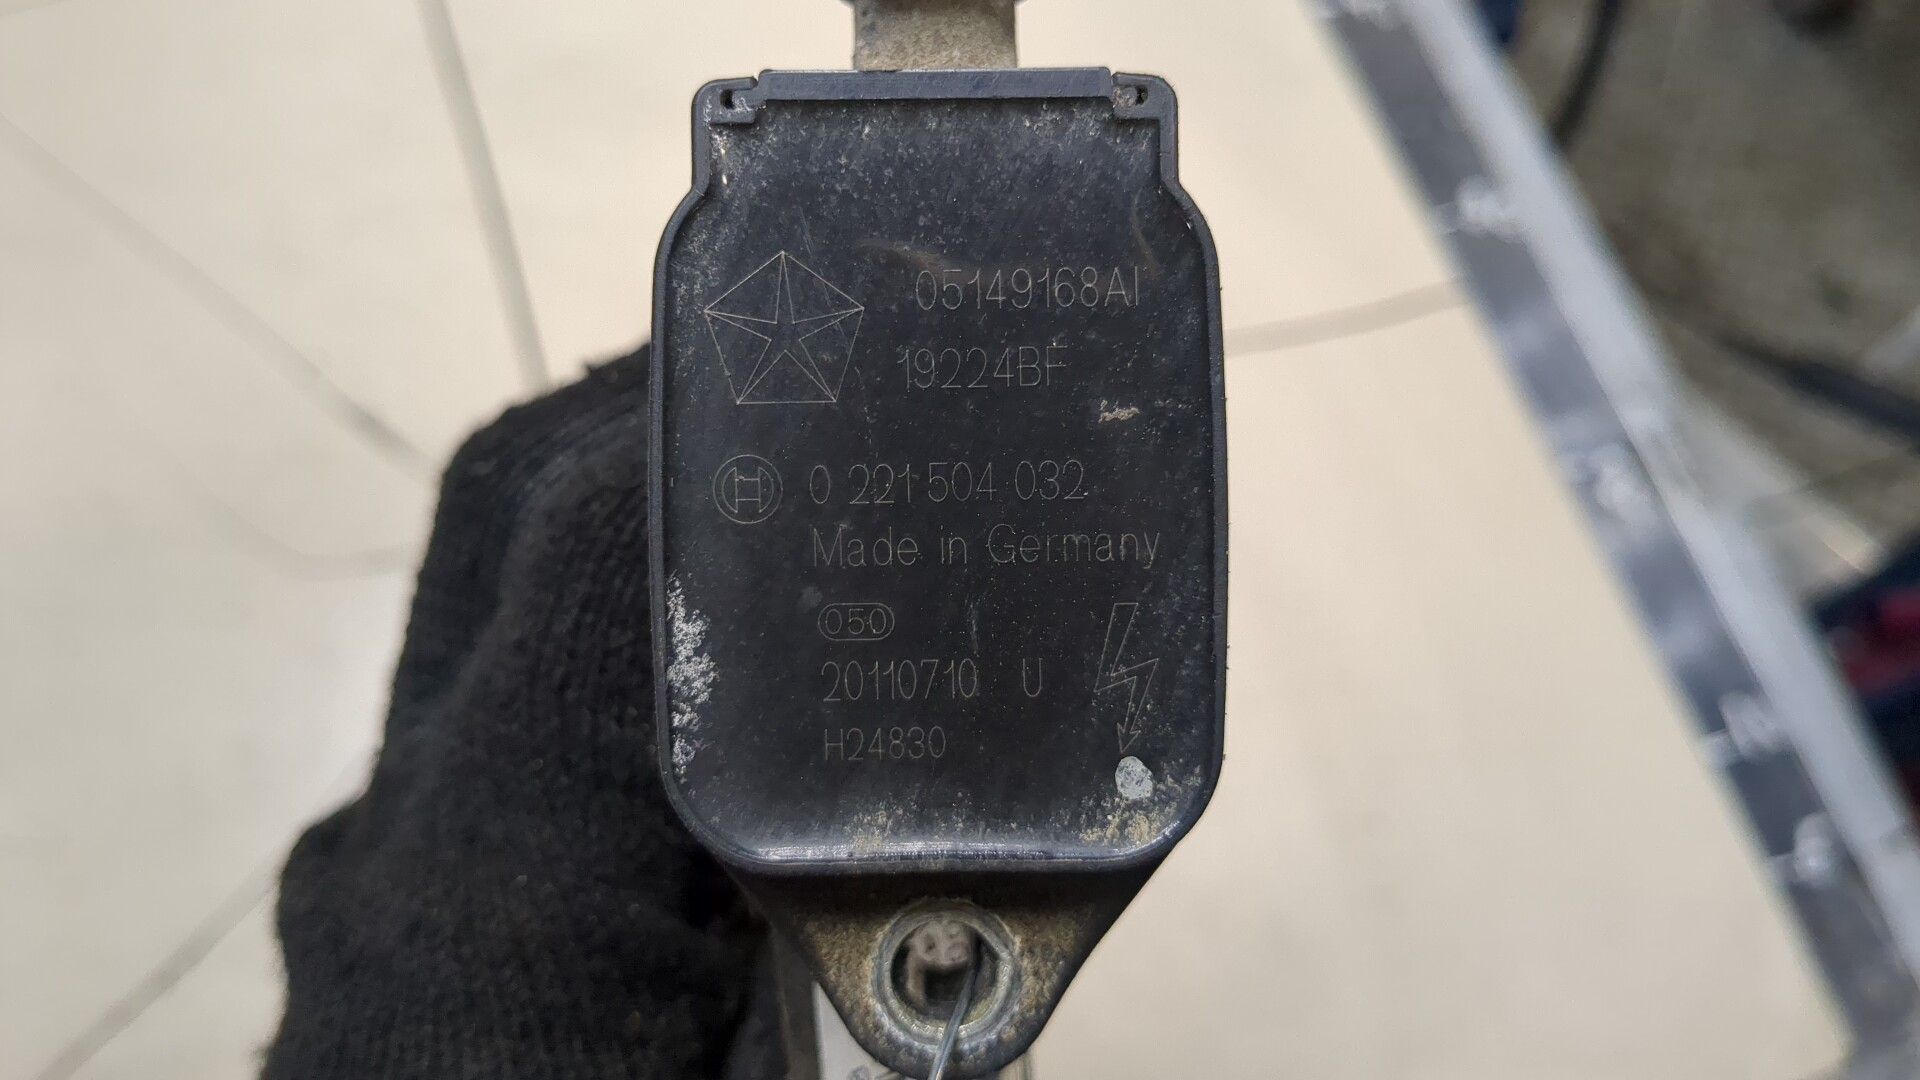 05149168AI
19224BF
0 221 504 032
Made in Germany
050
20110710 U
H24830